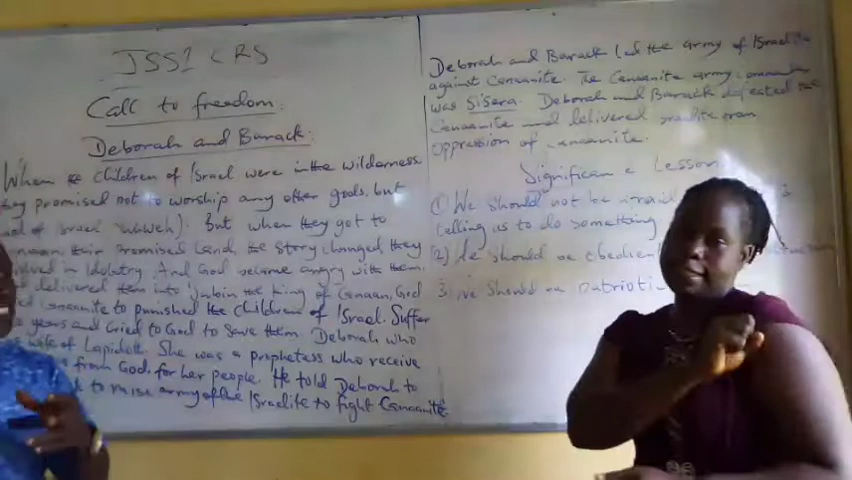 JSS1 CRS
Call to freedom.
Deborah and Barack.
When the children of Israel were in the wilderness
they promised not to worship any other gods. but
God of Israel Yahweh). But when they got to
their Promised Land, the Story changed, they
in Idolatry. And God became angry with them.
delivered them into Jabin the King of Canaan, God
Canaanite to punished the children of Israel. Suffer
years and cried to God to Save them. Deborah who
wife of Lapidoth. She was a prophetess who receive
from God, for her people. He told Deborah to
to raise army of the Israelite to fight Canaanite
Deborah and Barack led the army of Israel
against Canaanite. The Canaanite army
was Sisera. Deborah and Barack defeated the
Canaanite and delivered Israelite from
oppression of Canaanite.
Significance Lesson
① We should not be afraid
telling us to do something
(2) We should be obedient
3. we should be patriotic